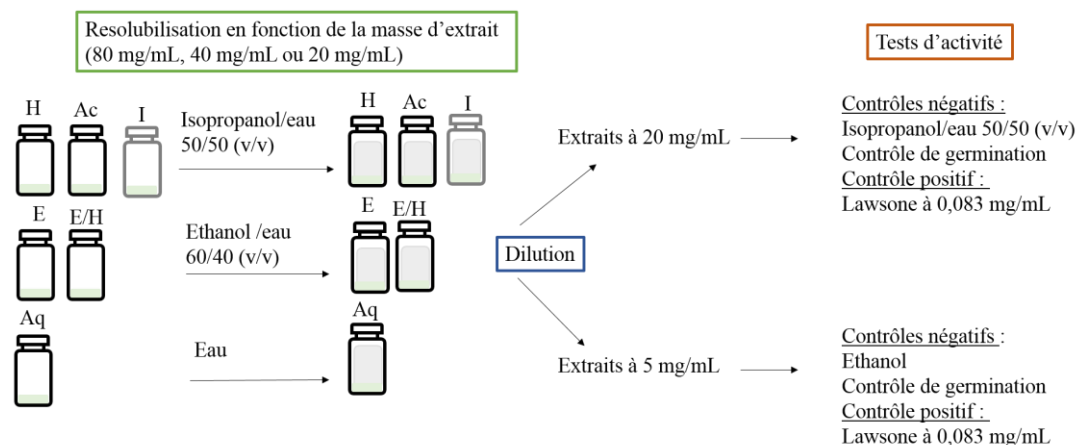 Resolubilisation en fonction de la masse d'extrait
(80 mg/mL, 40 mg/mL ou 20 mg/mL)
Tests d'activité
H
Ac
I
Isopropanol/eau
50/50 (v/v)
H
Ac
I
E
E/H
Ethanol /eau
60/40 (v/v)
E
E/H
Aq
Eau
Aq
Dilution
Extraits à 20 mg/mL
Contrôles négatifs :
Isopropanol/eau 50/50 (v/v)
Contrôle de germination
Contrôle positif :
Lawsone à 0,083 mg/mL
Extraits à 5 mg/mL
Contrôles négatifs :
Ethanol
Contrôle de germination
Contrôle positif :
Lawsone à 0,083 mg/mL